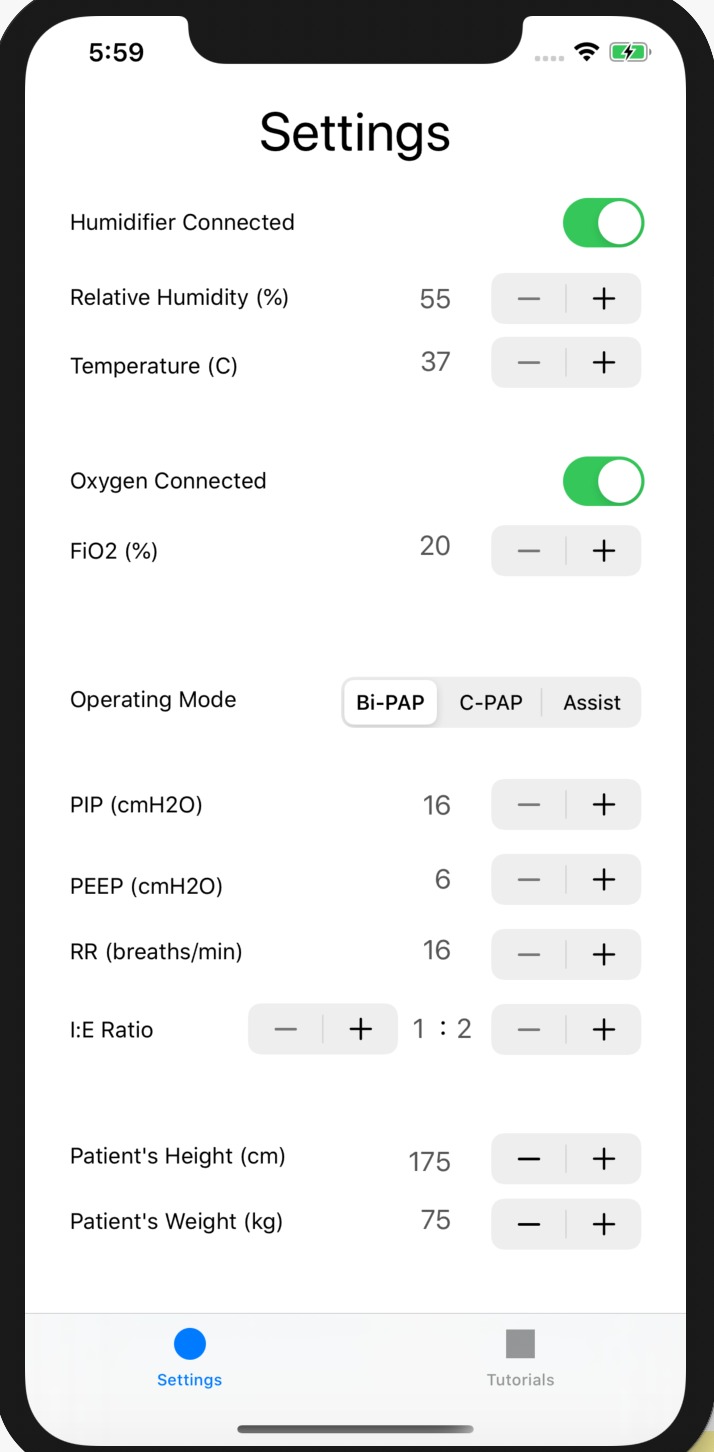 5:59
Settings
Humidifier Connected
Relative Humidity (%) 55 − +
Temperature (C) 37 − +
Oxygen Connected
FiO2 (%) 20 − +
Operating Mode Bi-PAP C-PAP Assist
PIP (cmH2O) 16 − +
PEEP (cmH2O) 6 − +
RR (breaths/min) 16 − +
I:E Ratio − + 1 : 2 − +
Patient's Height (cm) 175 − +
Patient's Weight (kg) 75 − +
Settings Tutorials